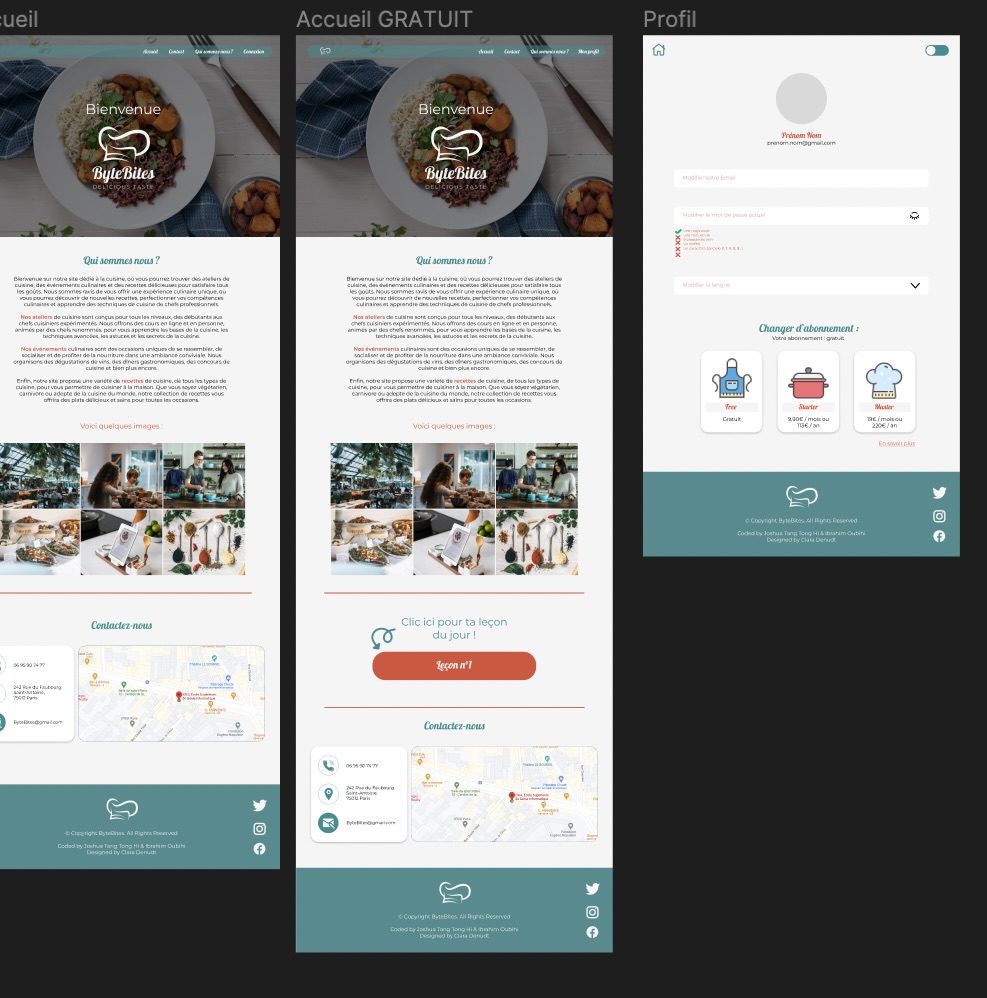 cueil
Accueil GRATUIT
Profil
Accueil Contact Qui sommes nous ? Connexion
Bienvenue
ByteBites
DELICIOUS TASTE
Qui sommes nous ?
Bienvenue sur notre site dédié à la cuisine, où vous pourrez trouver des ateliers de
cuisine, des événements culinaires et des recettes délicieuses pour satisfaire tous
les goûts. Nous sommes ravis de vous offrir une expérience culinaire unique, où
vous pourrez découvrir de nouvelles recettes, perfectionner vos compétences
culinaires et apprendre des techniques de cuisine de chefs professionnels.
Nos ateliers de cuisine sont conçus pour tous les niveaux, des débutants aux
chefs cuisiniers expérimentés. Nous offrons des cours en ligne et en personne,
animés par des chefs renommés, pour vous apprendre les bases de la cuisine, les
techniques avancées, les astuces et les secrets de la cuisine.
Nos événements culinaires sont des occasions uniques de se rassembler, de
socialiser et de profiter de la nourriture dans une ambiance conviviale. Nous
organisons des dégustations de vins, des dîners gastronomiques, des concours de
cuisine et bien plus encore.
Enfin, notre site propose une variété de recettes de cuisine, de tous les types de
cuisine, pour vous permettre de cuisiner à la maison. Que vous soyez végétarien,
carnivore ou adepte de la cuisine du monde, notre collection de recettes vous
offrira des plats délicieux et sains pour toutes les occasions.
Voici quelques images :
Contactez-nous
06 95 90 74 77
242 Rue du Faubourg
Saint-Antoine,
75012 Paris
ByteBites@gmail.com
© Copyright ByteBites. All Rights Reserved
Coded by Joshua Tang Tong Hi & Ibrahim Oubihi
Designed by Clara Denudt
Accueil Contact Qui sommes nous ? Mon profil
Bienvenue
ByteBites
DELICIOUS TASTE
Qui sommes nous ?
Bienvenue sur notre site dédié à la cuisine, où vous pourrez trouver des ateliers de
cuisine, des événements culinaires et des recettes délicieuses pour satisfaire tous
les goûts. Nous sommes ravis de vous offrir une expérience culinaire unique, où
vous pourrez découvrir de nouvelles recettes, perfectionner vos compétences
culinaires et apprendre des techniques de cuisine de chefs professionnels.
Nos ateliers de cuisine sont conçus pour tous les niveaux, des débutants aux
chefs cuisiniers expérimentés. Nous offrons des cours en ligne et en personne,
animés par des chefs renommés, pour vous apprendre les bases de la cuisine, les
techniques avancées, les astuces et les secrets de la cuisine.
Nos événements culinaires sont des occasions uniques de se rassembler, de
socialiser et de profiter de la nourriture dans une ambiance conviviale. Nous
organisons des dégustations de vins, des dîners gastronomiques, des concours de
cuisine et bien plus encore.
Enfin, notre site propose une variété de recettes de cuisine, de tous les types de
cuisine, pour vous permettre de cuisiner à la maison. Que vous soyez végétarien,
carnivore ou adepte de la cuisine du monde, notre collection de recettes vous
offrira des plats délicieux et sains pour toutes les occasions.
Voici quelques images :
Clic ici pour ta leçon
du jour !
Leçon n°1
Contactez-nous
06 95 90 74 77
242 Rue du Faubourg
Saint-Antoine,
75012 Paris
ByteBites@gmail.com
© Copyright ByteBites. All Rights Reserved
Coded by Joshua Tang Tong Hi & Ibrahim Oubihi
Designed by Clara Denudt
Prénom Nom
prenom.nom@gmail.com
Modifier votre Email
Modifier le mot de passe actuel
Modifier la langue
Changer d'abonnement :
Votre abonnement : gratuit
Free
Gratuit
Starter
9,90€ / mois ou
113€ / an
Master
19€ / mois ou
220€ / an
En savoir plus
© Copyright ByteBites. All Rights Reserved
Coded by Joshua Tang Tong Hi & Ibrahim Oubihi
Designed by Clara Denudt